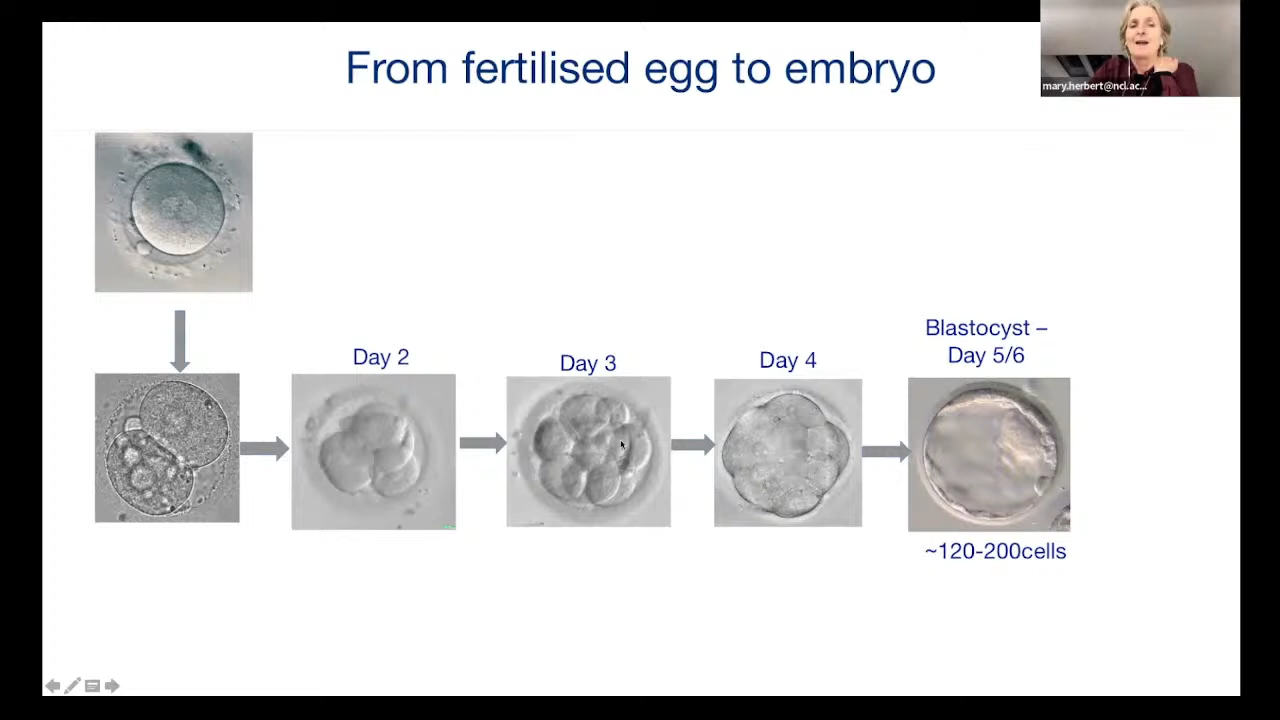 From fertilised egg to embryo
mary.herbert@ncl.ac...
Day 2
Day 3
Day 4
Blastocyst –
Day 5/6
~120-200cells